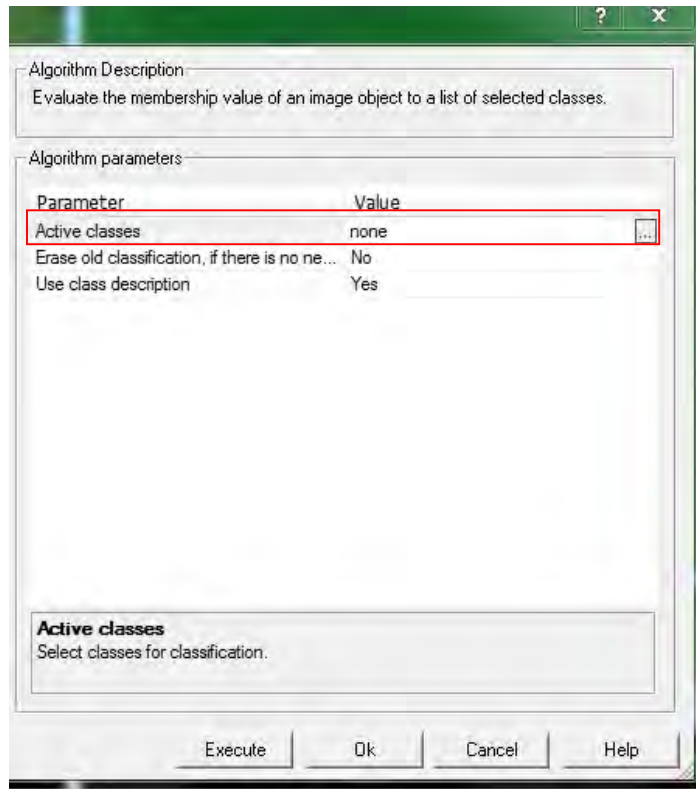 ? X
Algorithm Description
Evaluate the membership value of an image object to a list of selected classes.
Algorithm parameters
Parameter Value
Active classes none ...
Erase old classification, if there is no ne... No
Use class description Yes
Active classes
Select classes for classification.
Execute Ok Cancel Help